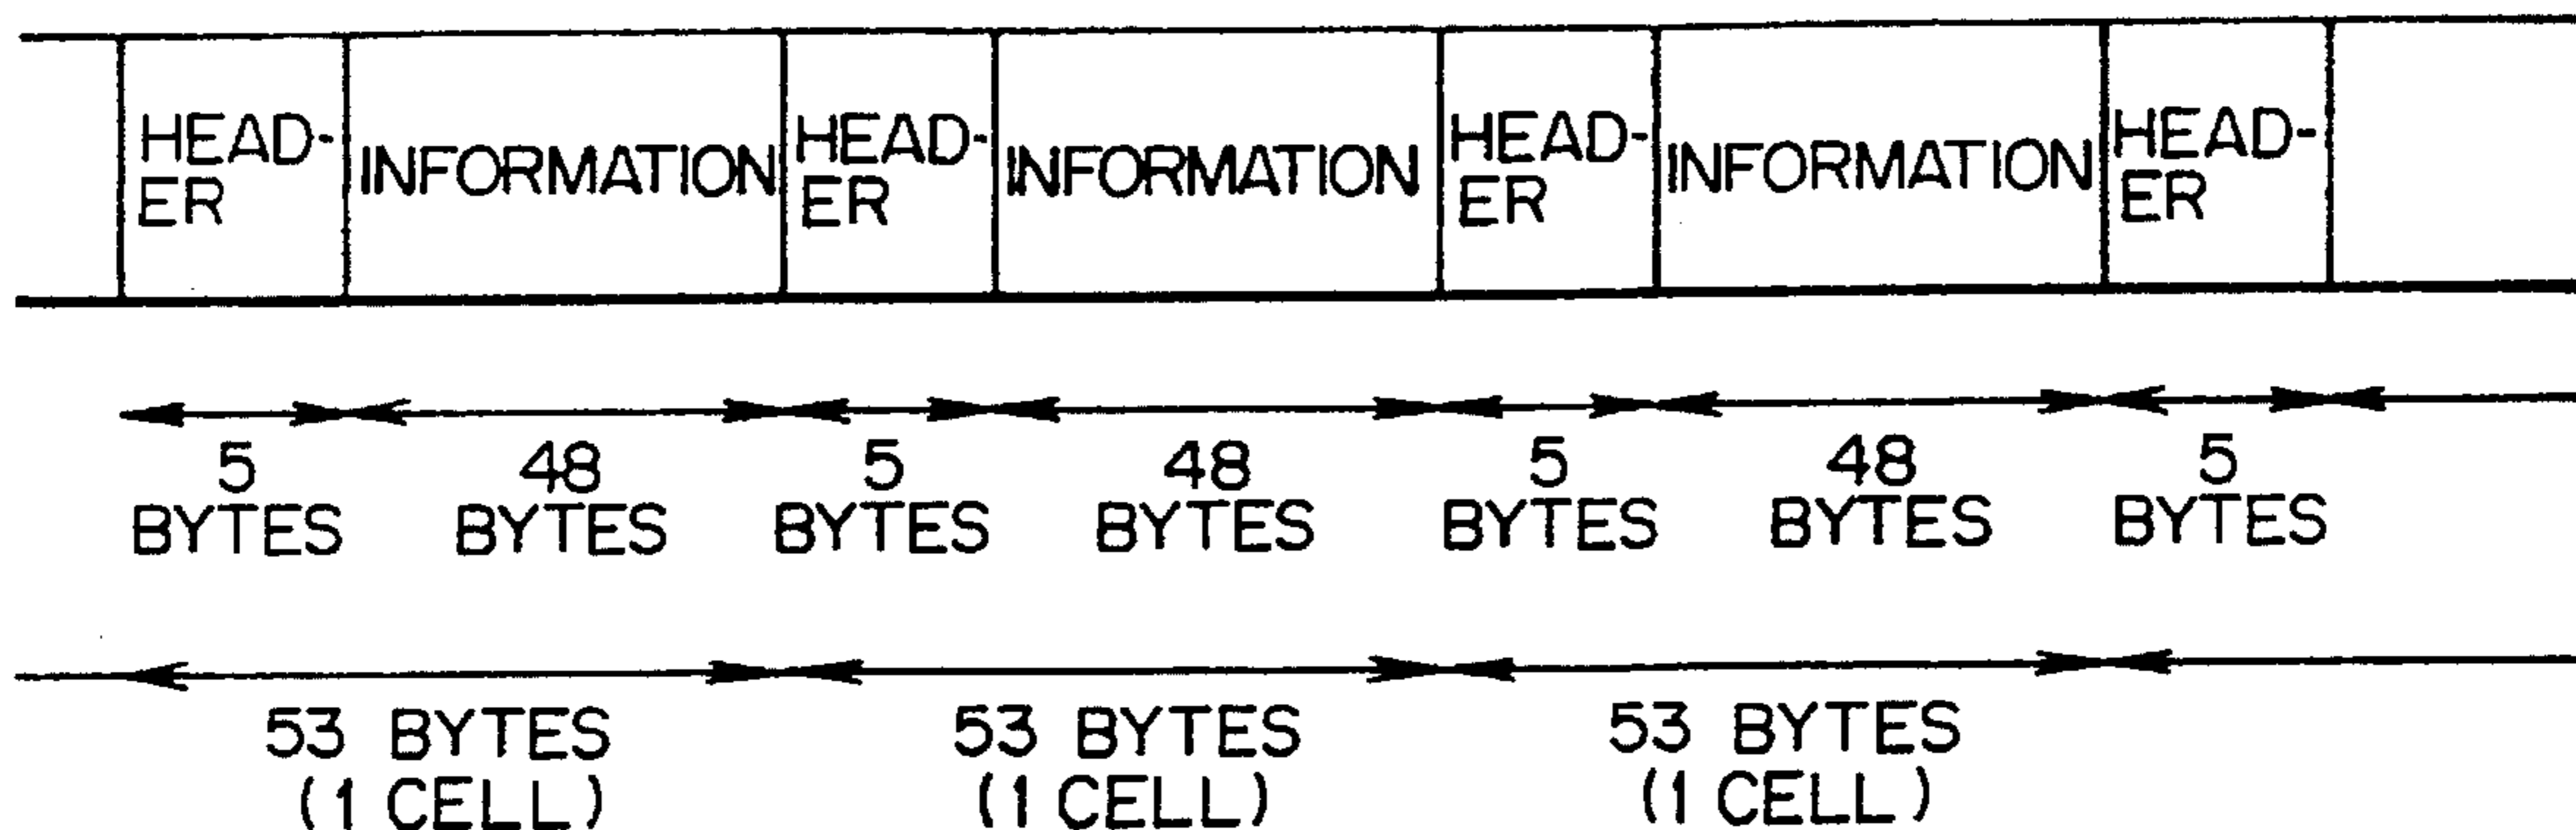 HEAD-
ER
INFORMATION
HEAD-
ER
INFORMATION
HEAD-
ER
INFORMATION
HEAD-
ER
5
BYTES
48
BYTES
5
BYTES
48
BYTES
5
BYTES
48
BYTES
5
BYTES
53 BYTES
(1 CELL)
53 BYTES
(1 CELL)
53 BYTES
(1 CELL)